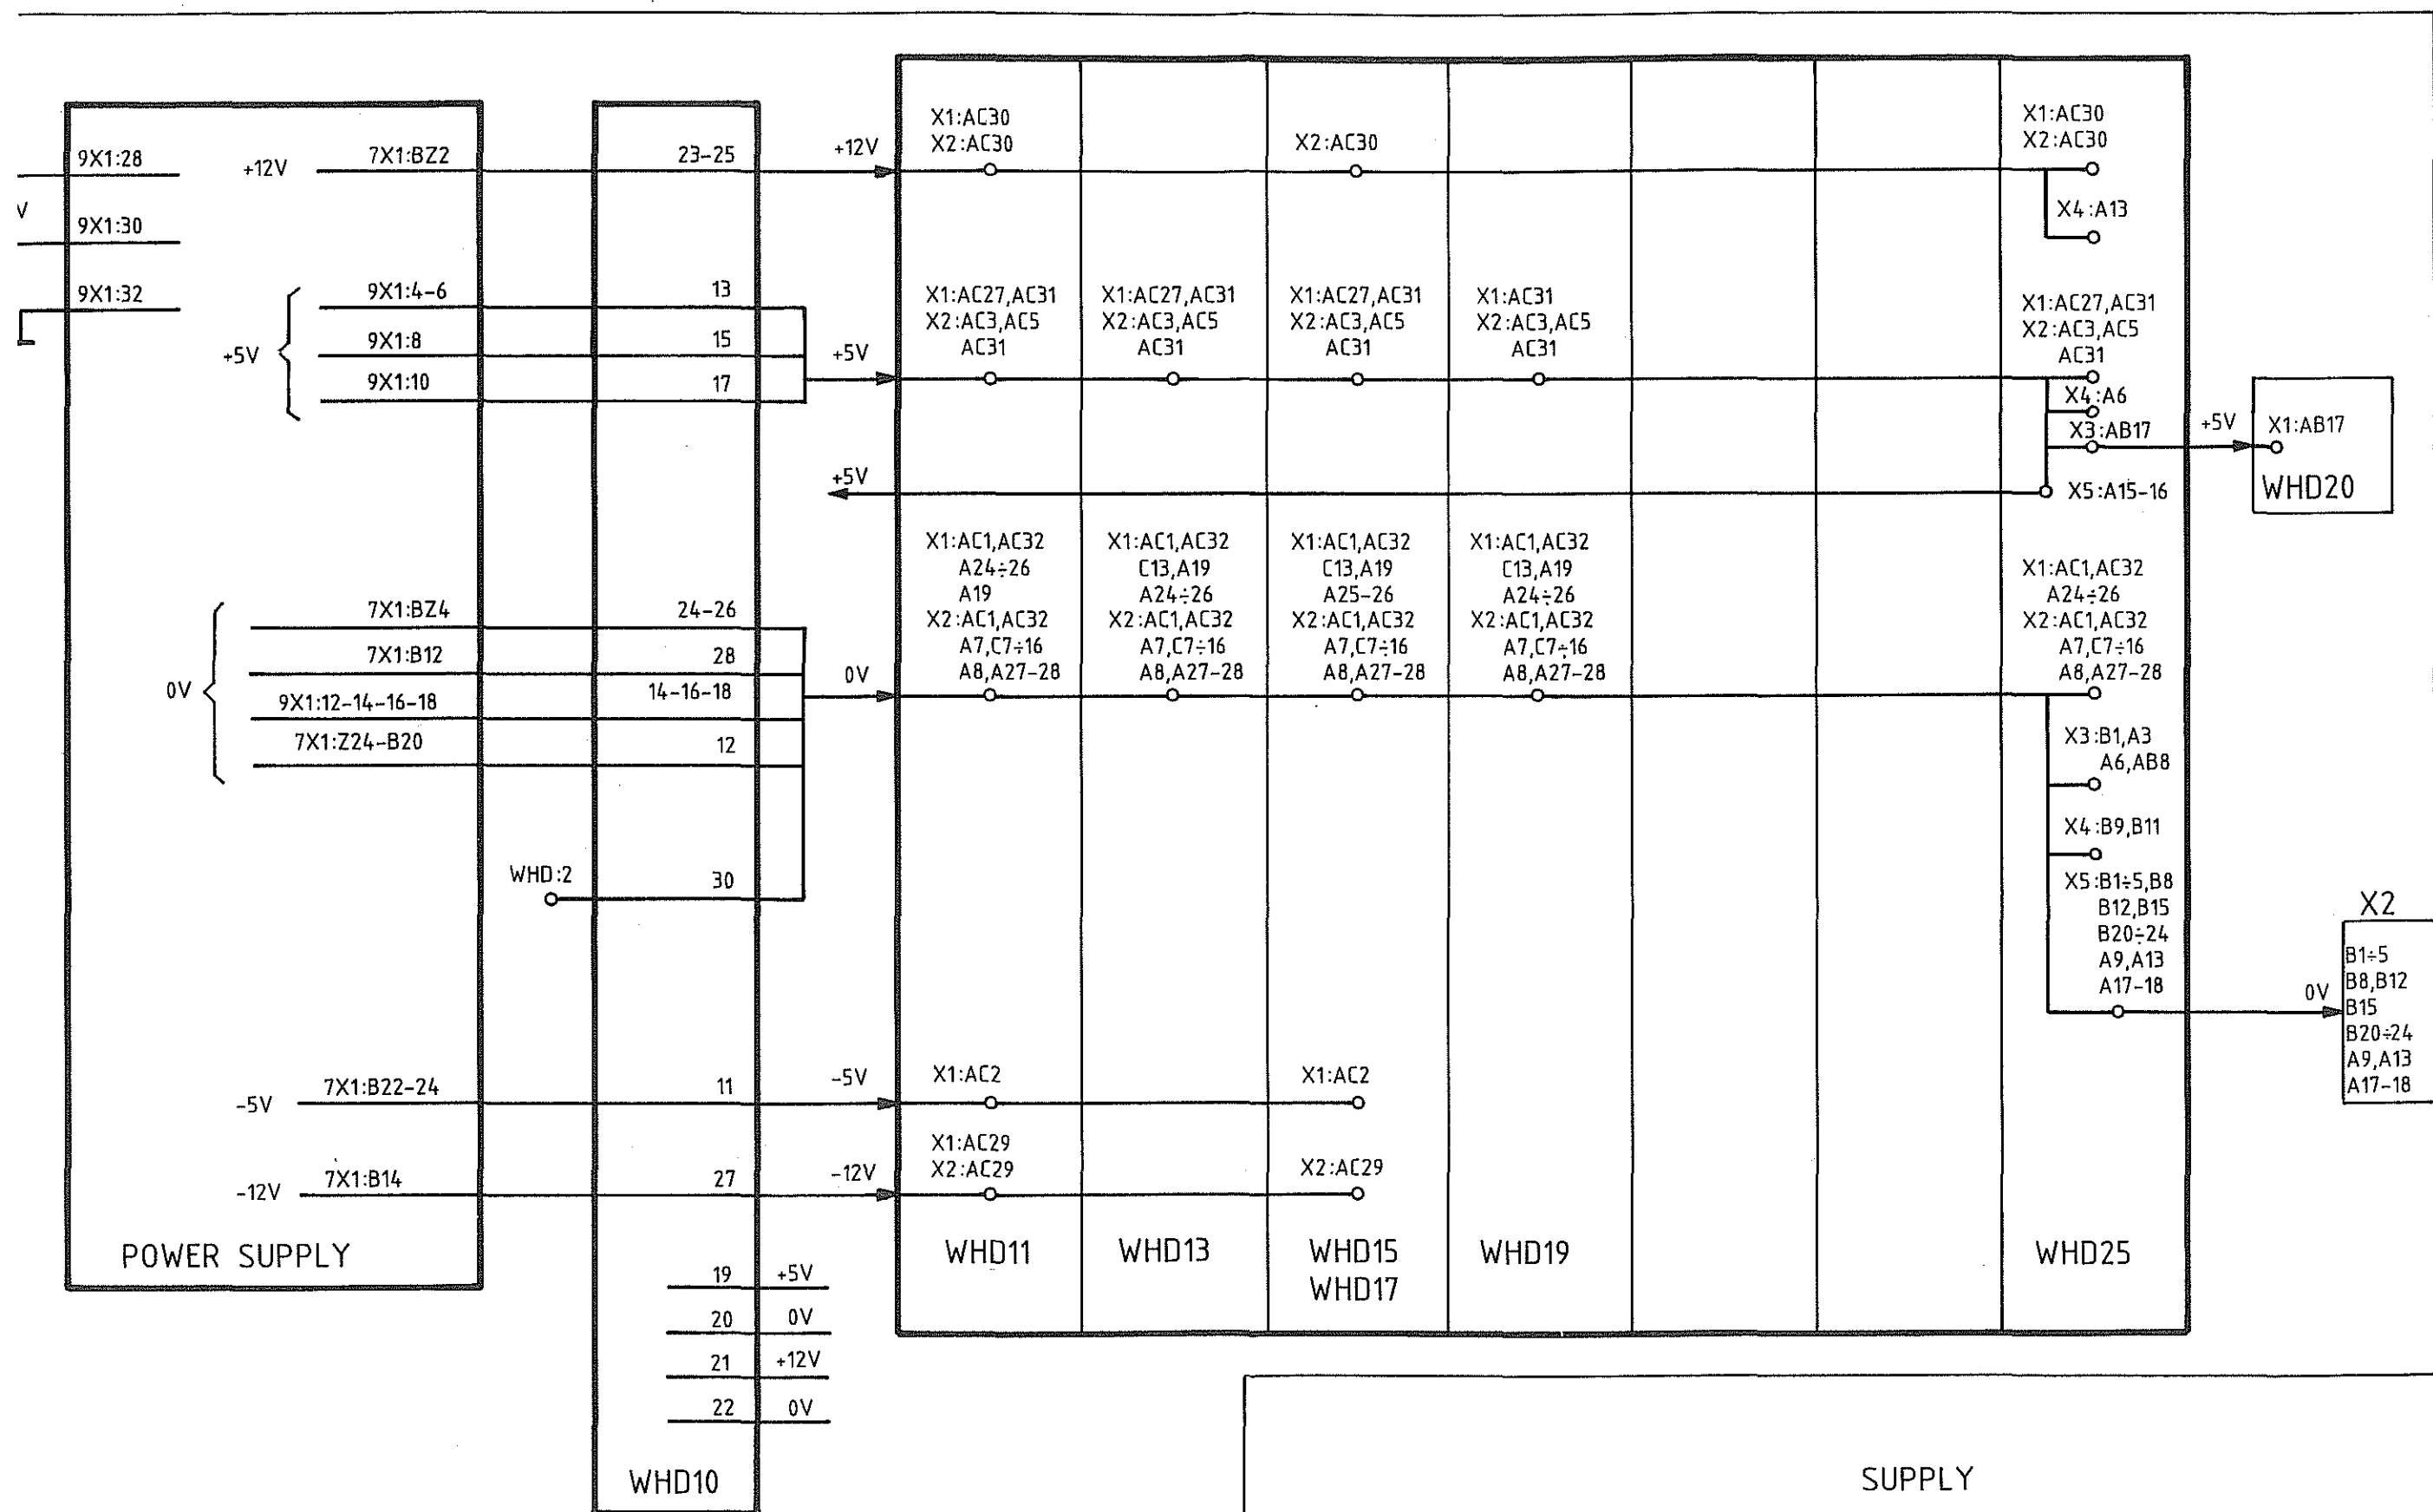 9X1:28
V
9X1:30
9X1:32
+12V
7X1:BZ2
+5V
9X1:4-6
9X1:8
9X1:10
0V
7X1:BZ4
7X1:B12
9X1:12-14-16-18
7X1:Z24-B20
WHD:2
-5V
7X1:B22-24
-12V
7X1:B14
POWER SUPPLY
23-25
13
15
17
24-26
28
14-16-18
12
30
11
27
19 +5V
20 0V
21 +12V
22 0V
WHD10
+12V
+5V
+5V
0V
-5V
-12V
X1:AC30
X2:AC30
X1:AC27,AC31
X2:AC3,AC5
AC31
X1:AC1,AC32
A24÷26
A19
X2:AC1,AC32
A7,C7÷16
A8,A27-28
X1:AC2
X1:AC29
X2:AC29
WHD11
X1:AC27,AC31
X2:AC3,AC5
AC31
X1:AC1,AC32
C13,A19
A24÷26
X2:AC1,AC32
A7,C7÷16
A8,A27-28
WHD13
X2:AC30
X1:AC27,AC31
X2:AC3,AC5
AC31
X1:AC1,AC32
C13,A19
A25-26
X2:AC1,AC32
A7,C7÷16
A8,A27-28
X1:AC2
X2:AC29
WHD15
WHD17
X1:AC31
X2:AC3,AC5
AC31
X1:AC1,AC32
C13,A19
A24÷26
X2:AC1,AC32
A7,C7÷16
A8,A27-28
WHD19
X1:AC30
X2:AC30
X4:A13
X1:AC27,AC31
X2:AC3,AC5
AC31
X4:A6
X3:AB17
X5:A15-16
X1:AC1,AC32
A24÷26
X2:AC1,AC32
A7,C7÷16
A8,A27-28
X3:B1,A3
A6,AB8
X4:B9,B11
X5:B1÷5,B8
B12,B15
B20÷24
A9,A13
A17-18
WHD25
+5V
X1:AB17
WHD20
0V
X2
B1÷5
B8,B12
B15
B20÷24
A9,A13
A17-18
SUPPLY